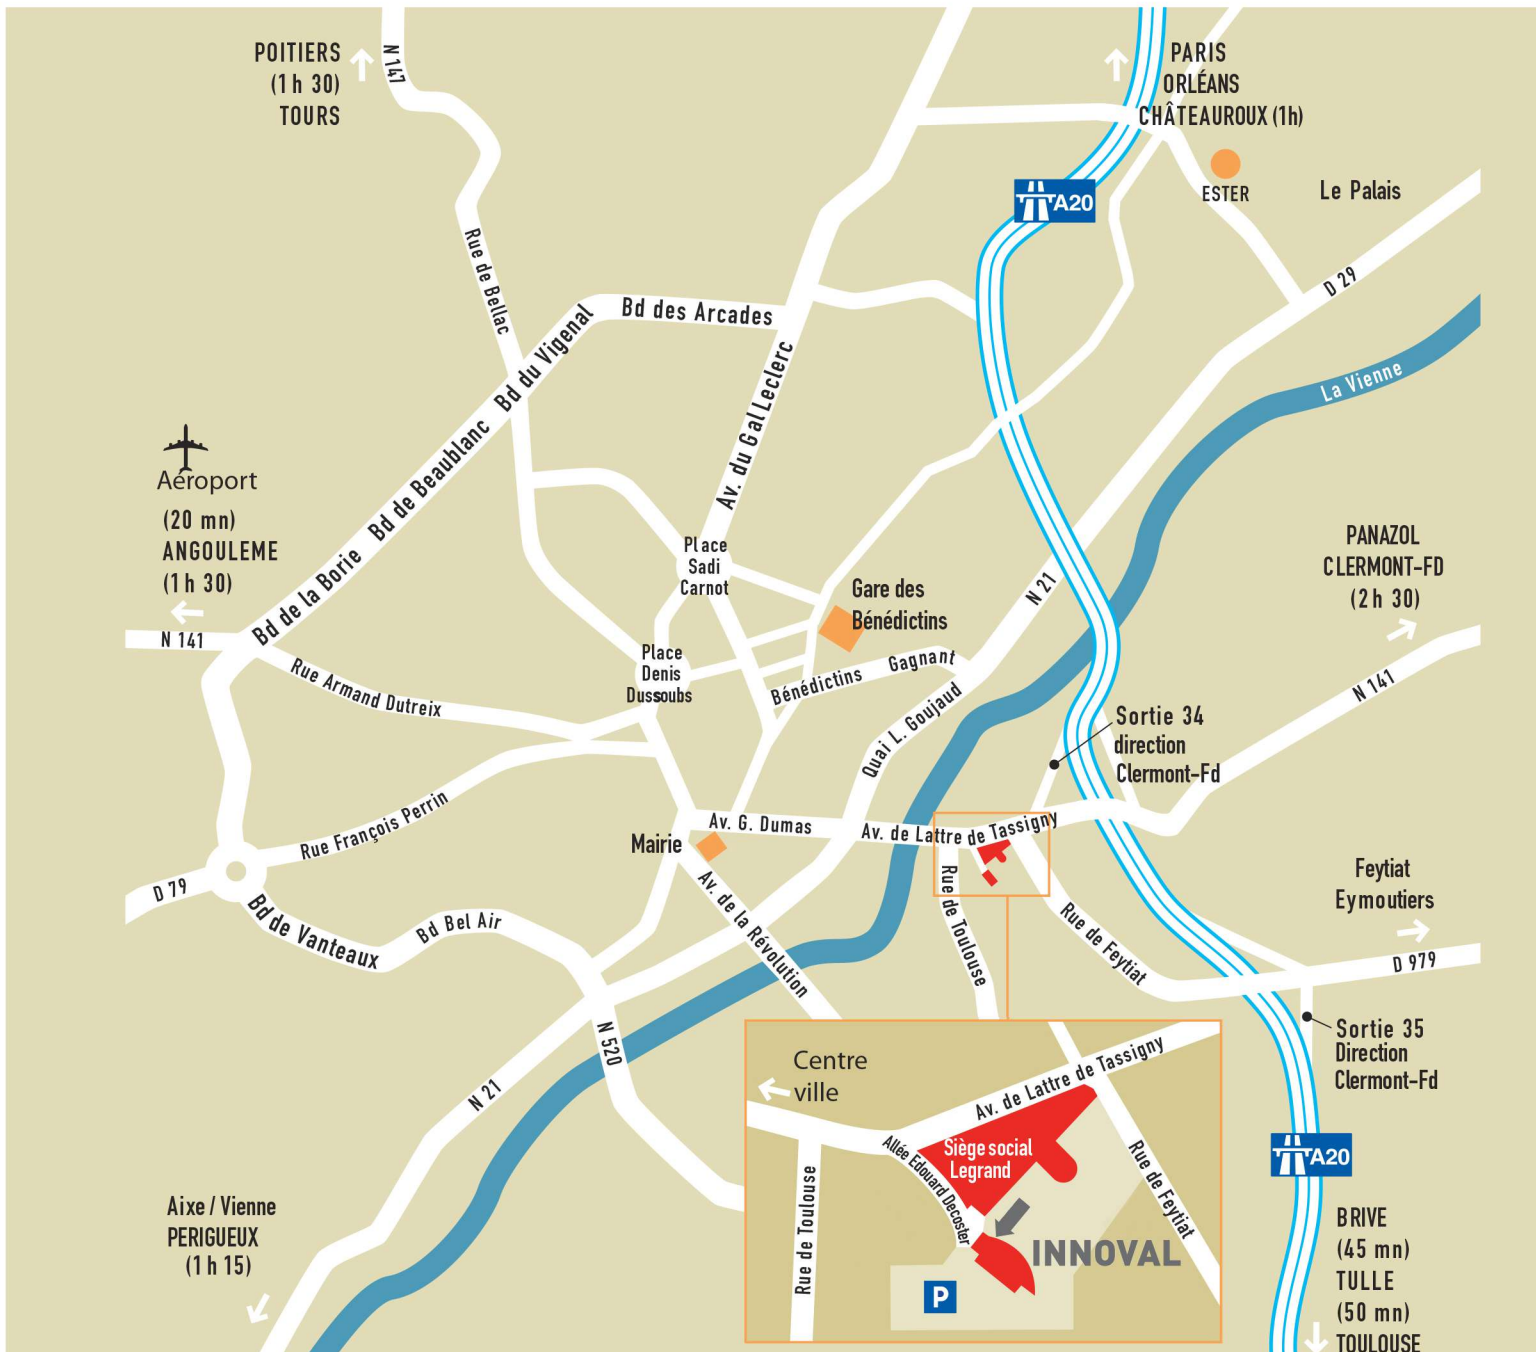 POITIERS
(1 h 30)
TOURS
N 147
PARIS
ORLÉANS
CHÂTEAUROUX (1h)
A20
ESTER
Le Palais
D 29
La Vienne
Rue de Bellac
Bd du Vigenal
Bd des Arcades
Av. du Gal Leclerc
Bd de Beaublanc
Bd de la Borie
Aéroport
(20 mn)
ANGOULEME
(1 h 30)
N 141
Rue Armand Dutreix
Place
Sadi
Carnot
Gare des
Bénédictins
Place
Denis
Dussoubs
Bénédictins
Gagnant
Quai L. Goujaud
N 21
PANAZOL
CLERMONT-FD
(2 h 30)
N 141
Sortie 34
direction
Clermont-Fd
Rue François Perrin
Mairie
Av. G. Dumas
Av. de Lattre de Tassigny
D 79
Bd de Vanteaux
Bd Bel Air
Av. de la Révolution
Rue de Toulouse
Rue de Feytiat
Feytiat
Eymoutiers
D 979
Sortie 35
Direction
Clermont-Fd
N 520
N 21
Aixe / Vienne
PERIGUEUX
(1 h 15)
Centre
ville
Av. de Lattre de Tassigny
Allée Edouard Decoster
Siège social
Legrand
Rue de Toulouse
Rue de Feytiat
INNOVAL
P
A20
BRIVE
(45 mn)
TULLE
(50 mn)
TOULOUSE